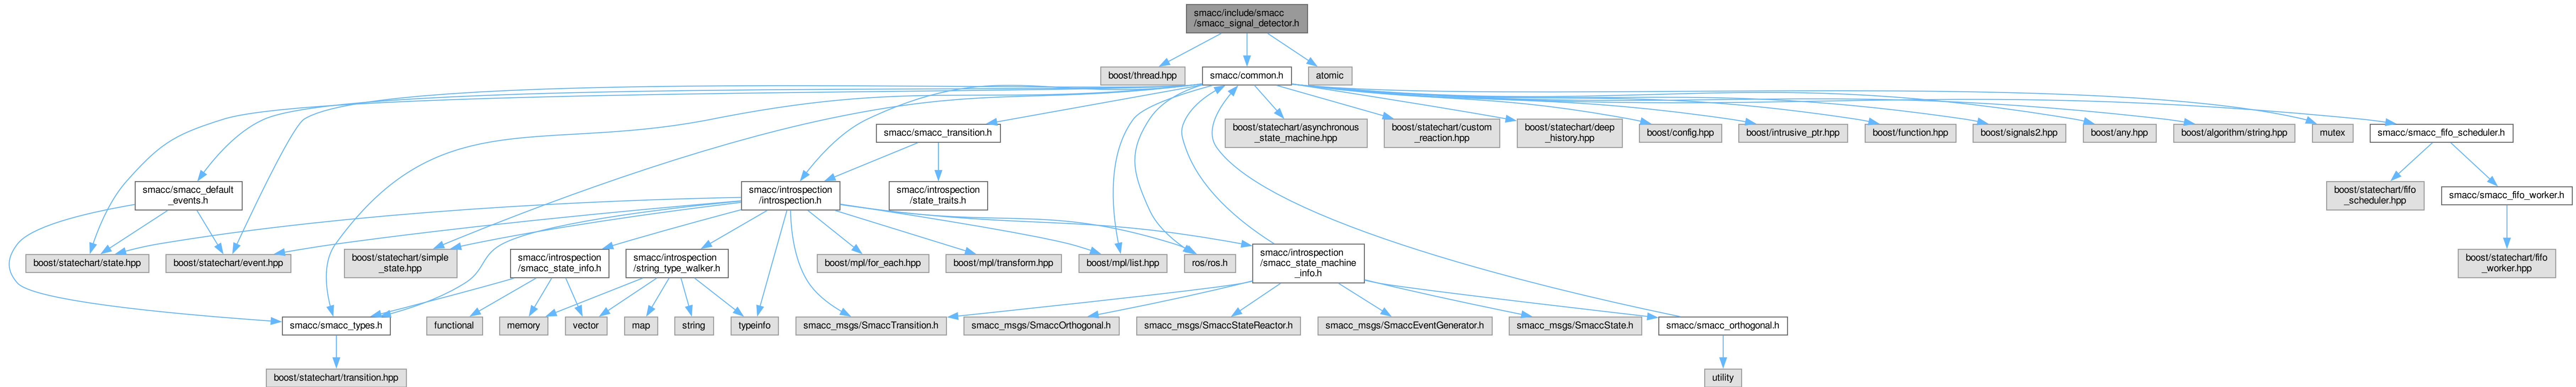 smacc/include/smacc
/smacc_signal_detector.h
boost/thread.hpp
smacc/common.h
atomic
smacc/smacc_transition.h
boost/statechart/asynchronous
_state_machine.hpp
boost/statechart/custom
_reaction.hpp
boost/statechart/deep
_history.hpp
boost/config.hpp
boost/intrusive_ptr.hpp
boost/function.hpp
boost/signals2.hpp
boost/any.hpp
boost/algorithm/string.hpp
mutex
smacc/smacc_fifo_scheduler.h
smacc/smacc_default
_events.h
smacc/introspection
/introspection.h
smacc/introspection
/state_traits.h
boost/statechart/fifo
_scheduler.hpp
smacc/smacc_fifo_worker.h
boost/statechart/state.hpp
boost/statechart/event.hpp
boost/statechart/simple
_state.hpp
smacc/introspection
/smacc_state_info.h
smacc/introspection
/string_type_walker.h
boost/mpl/for_each.hpp
boost/mpl/transform.hpp
boost/mpl/list.hpp
ros/ros.h
smacc/introspection
/smacc_state_machine
_info.h
boost/statechart/fifo
_worker.hpp
smacc/smacc_types.h
functional
memory
vector
map
string
typeinfo
smacc_msgs/SmaccTransition.h
smacc_msgs/SmaccOrthogonal.h
smacc_msgs/SmaccStateReactor.h
smacc_msgs/SmaccEventGenerator.h
smacc_msgs/SmaccState.h
smacc/smacc_orthogonal.h
boost/statechart/transition.hpp
utility